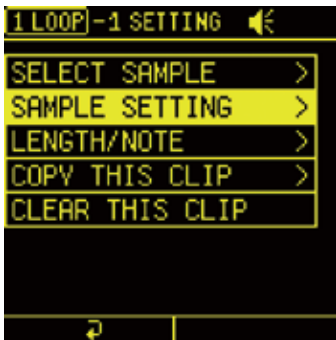 1 LOOP-1 SETTING
SELECT SAMPLE >
SAMPLE SETTING >
LENGTH/NOTE >
COPY THIS CLIP >
CLEAR THIS CLIP